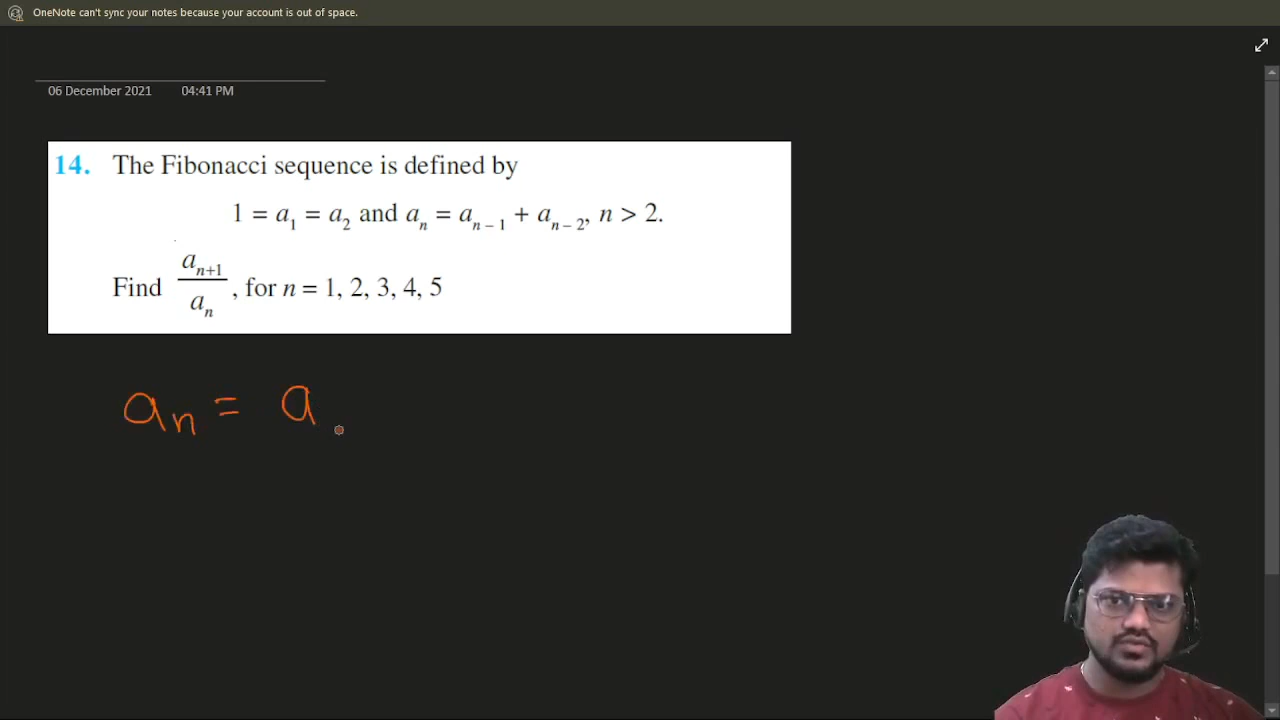 OneNote can't sync your notes because your account is out of space.
06 December 2021 04:41 PM
14. The Fibonacci sequence is defined by
1 = a₁ = a₂ and aₙ = aₙ₋₁ + aₙ₋₂, n > 2.
Find aₙ₊₁/aₙ, for n = 1, 2, 3, 4, 5
aₙ = a